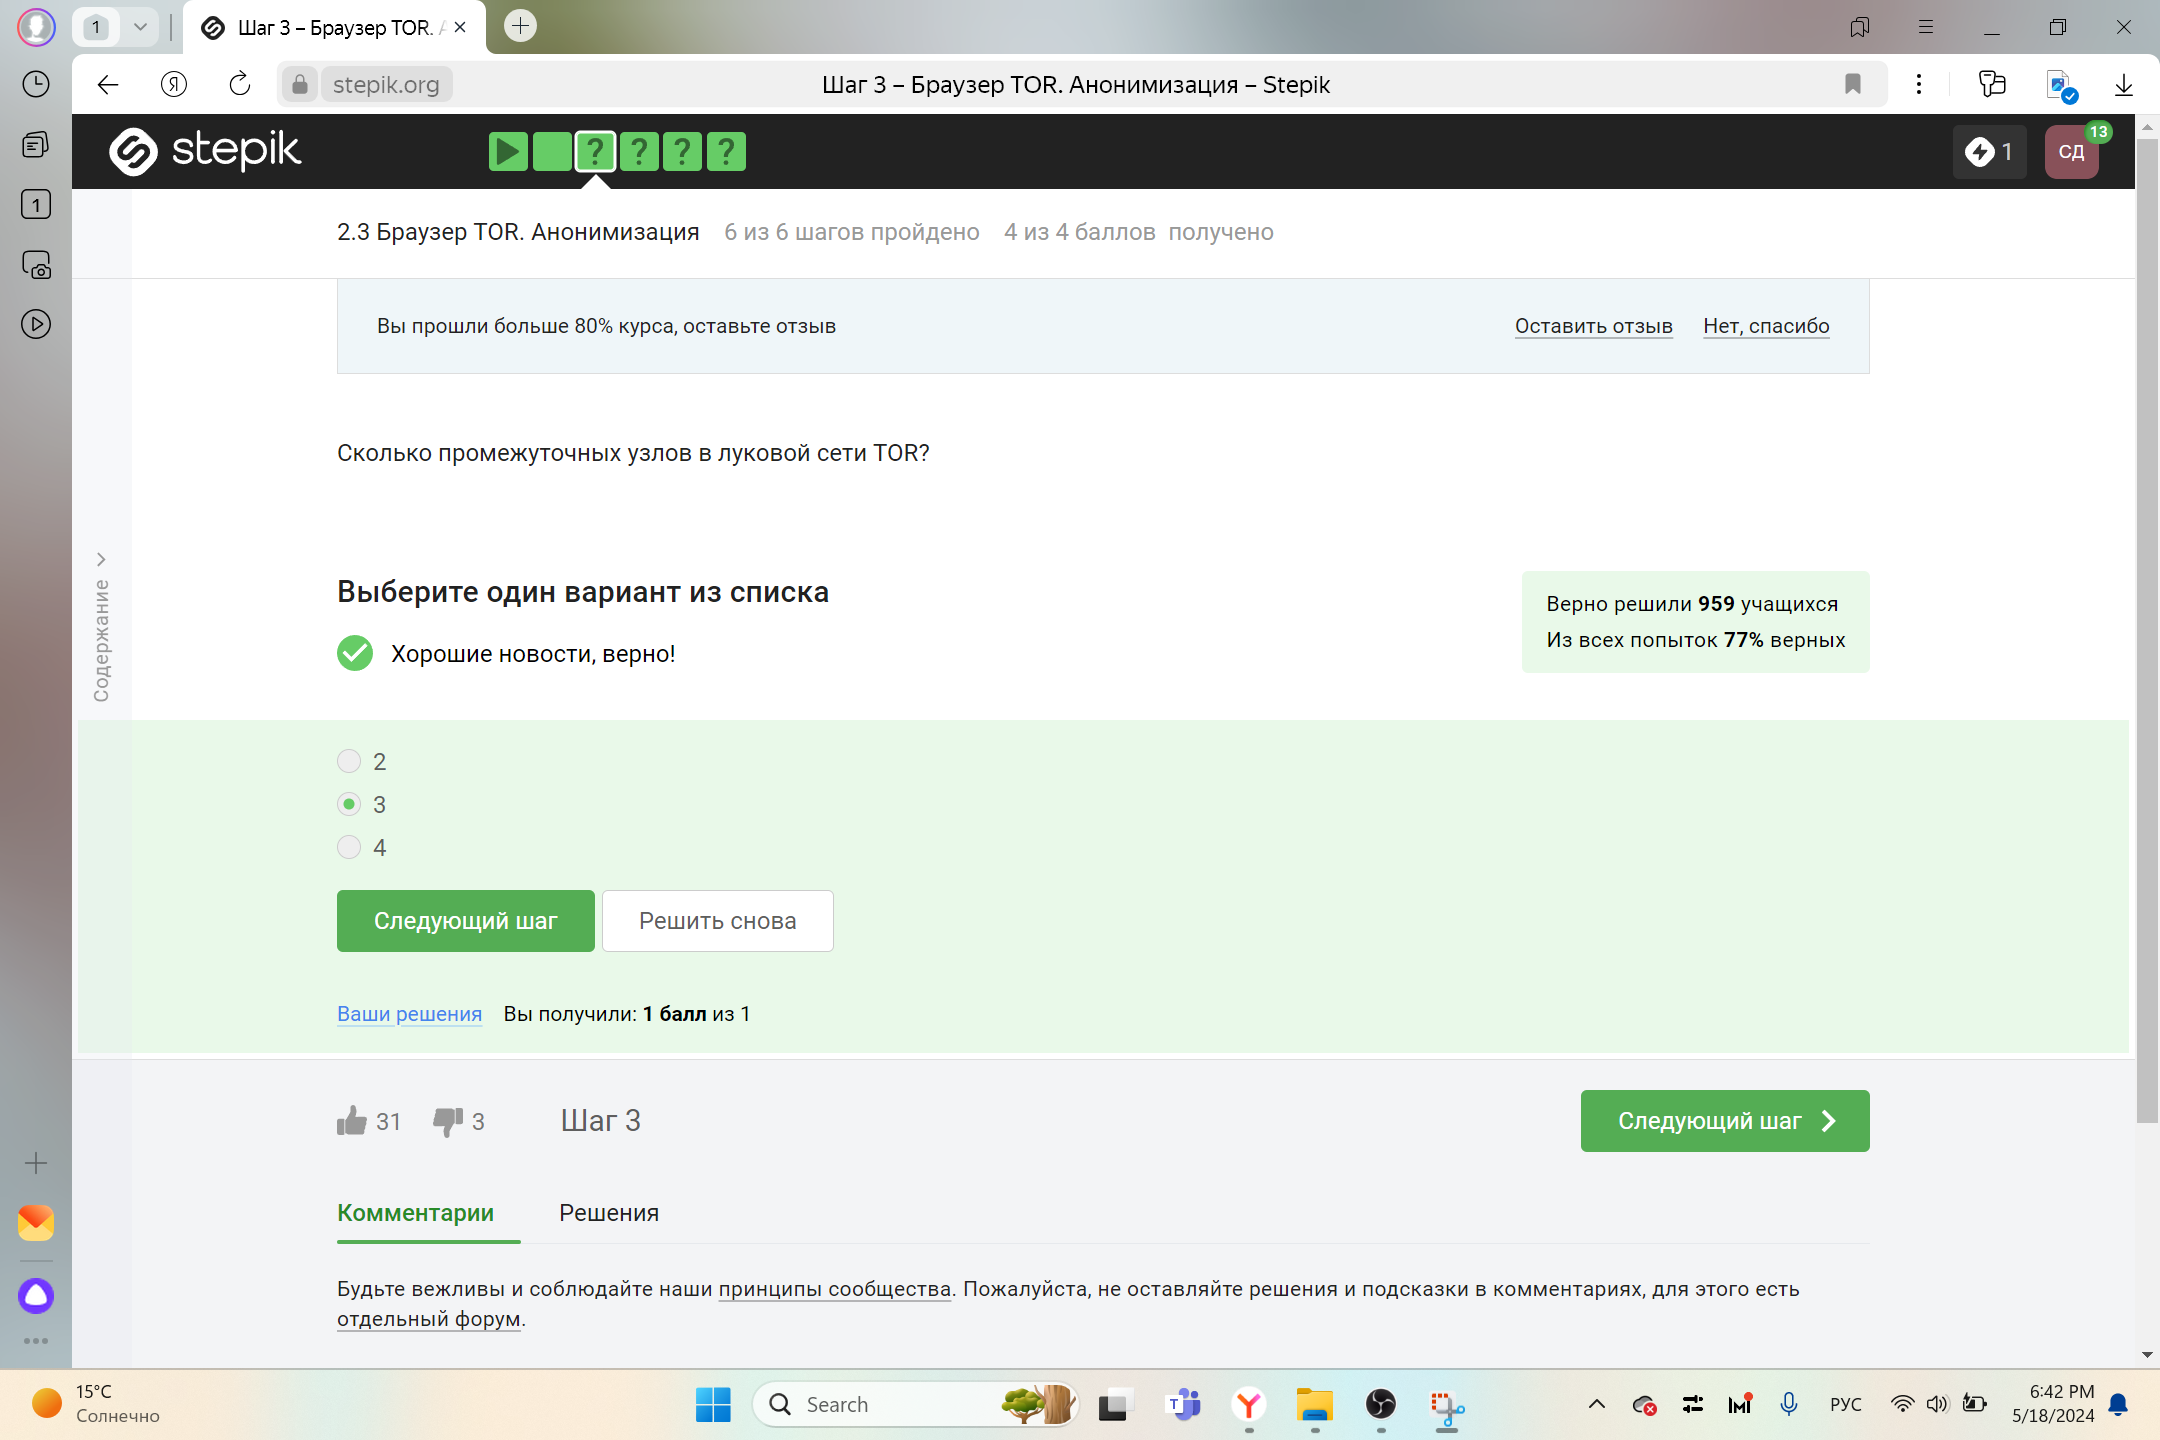 1
Шаг 3 – Браузер TOR. А
stepik.org
Шаг 3 – Браузер TOR. Анонимизация – Stepik
1
stepik
? ? ? ?
1
СД
13
2.3 Браузер TOR. Анонимизация 6 из 6 шагов пройдено 4 из 4 баллов получено
Вы прошли больше 80% курса, оставьте отзыв
Оставить отзыв Нет, спасибо
Сколько промежуточных узлов в луковой сети TOR?
Содержание
Выберите один вариант из списка
Хорошие новости, верно!
Верно решили 959 учащихся
Из всех попыток 77% верных
2
3
4
Следующий шаг Решить снова
Ваши решения Вы получили: 1 балл из 1
31 3 Шаг 3
Следующий шаг
Комментарии Решения
Будьте вежливы и соблюдайте наши принципы сообщества. Пожалуйста, не оставляйте решения и подсказки в комментариях, для этого есть
отдельный форум.
15°C
Солнечно
Search
РУС
6:42 PM
5/18/2024